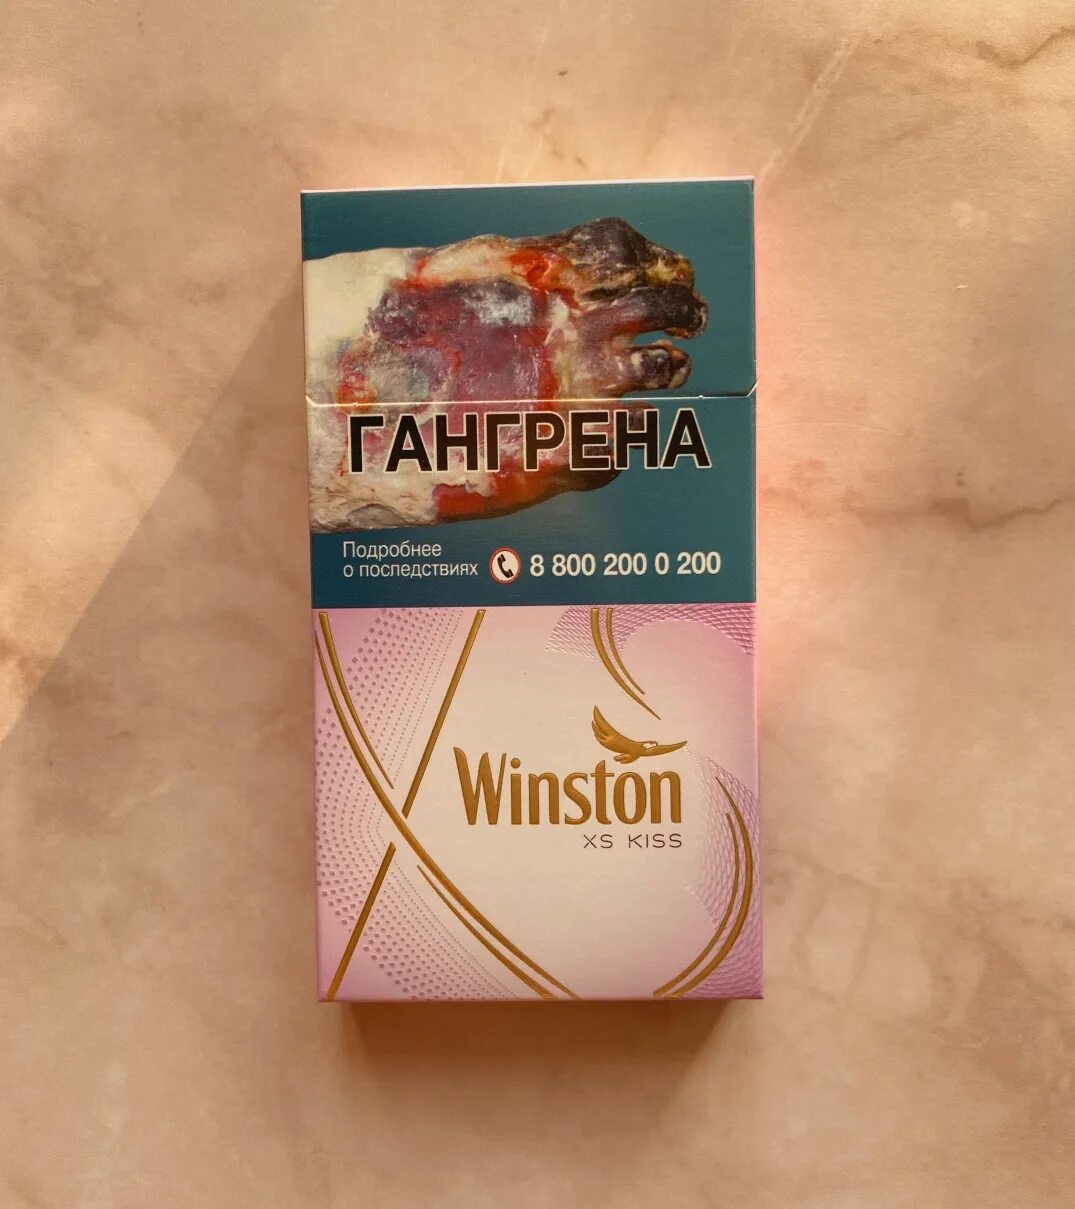 ГАНГРЕНА
Подробнее
о последствиях 8 800 200 0 200
Winston
XS KISS